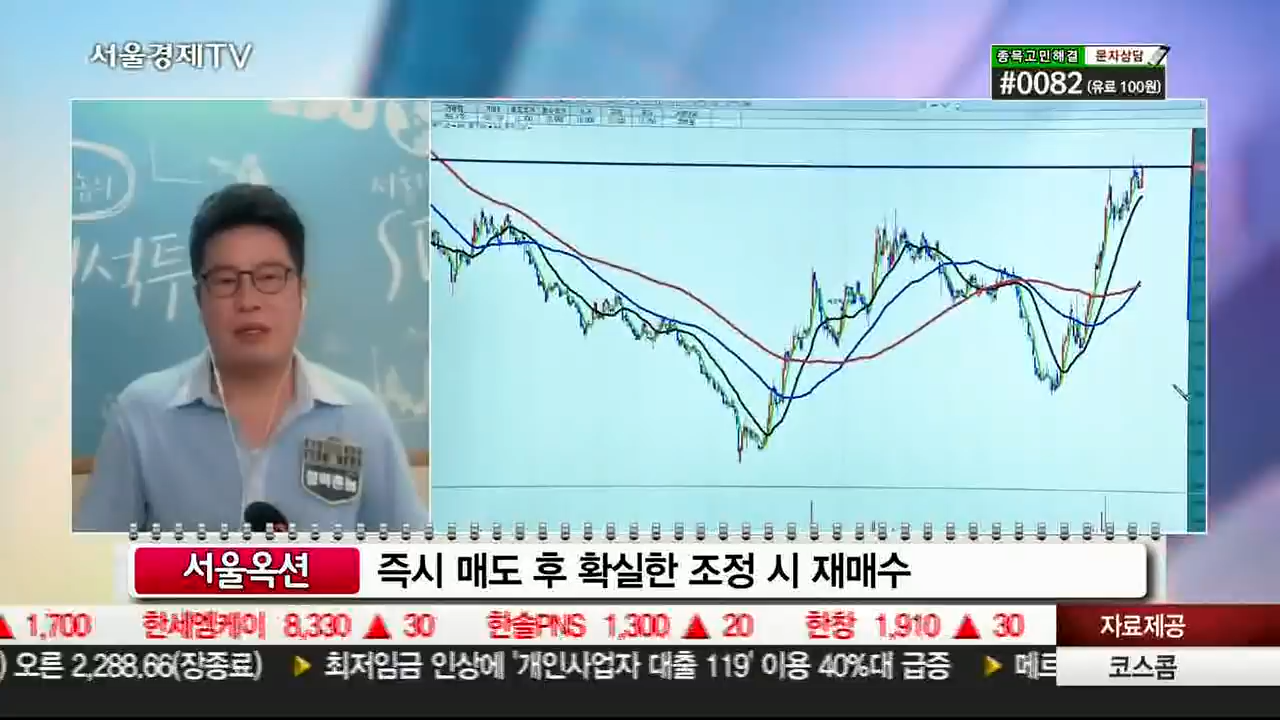 서울경제TV
종목고민해결 문자상담
#0082 (유료 100원)
서울옥션 즉시 매도 후 확실한 조정 시 재매수
▲ 1,700 한세엠케이 8,330 ▲ 30 한솔PNS 1,300 ▲ 20 한창 1,910 ▲ 30 자료제공
) 오른 2,288.66(장종료) ▶ 최저임금 인상에 '개인사업자 대출 119' 이용 40%대 급증 ▶ 메르 코스콤